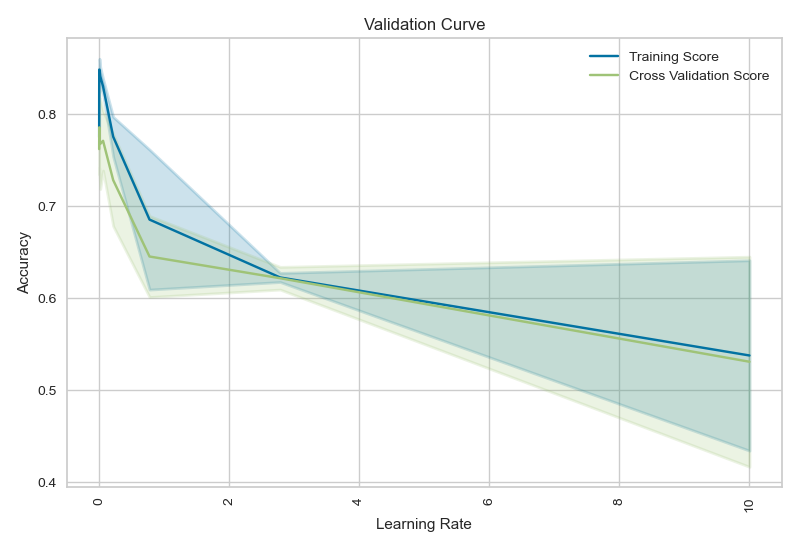 Validation Curve
Training Score
Cross Validation Score
Accuracy
0.8
0.7
0.6
0.5
0.4
0
2
4
6
8
10
Learning Rate